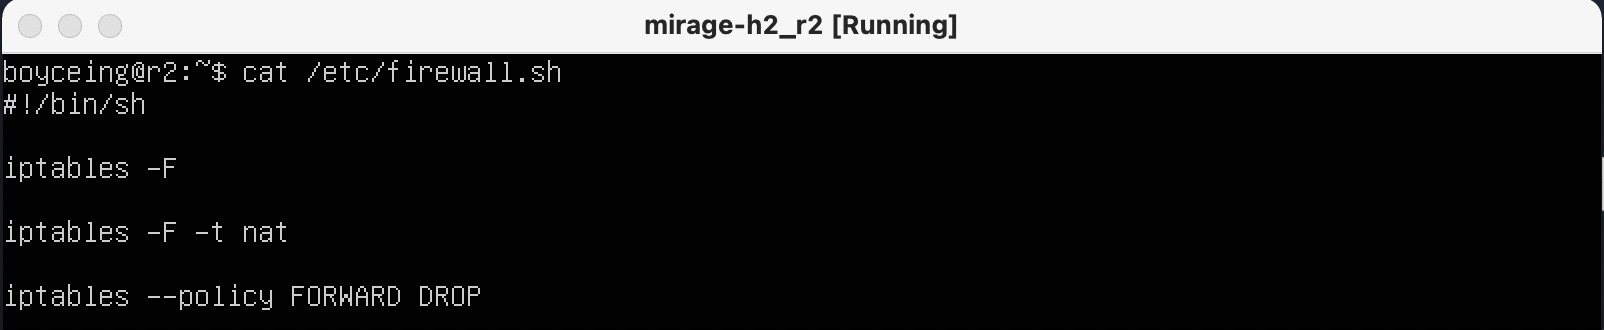 mirage-h2_r2 [Running]
boyceing@r2:~$ cat /etc/firewall.sh
#!/bin/sh
iptables -F
iptables -F -t nat
iptables --policy FORWARD DROP